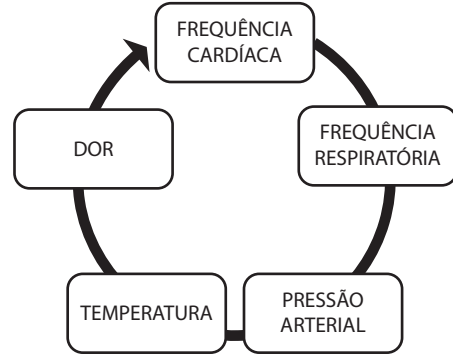 FREQUÊNCIA
CARDÍACA
FREQUÊNCIA
RESPIRATÓRIA
PRESSÃO
ARTERIAL
TEMPERATURA
DOR